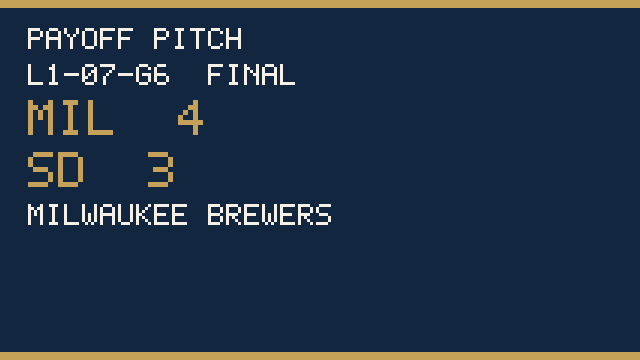 PAYOFF PITCH
L1-07-G6  FINAL
MIL  4
SD  3
MILWAUKEE BREWERS